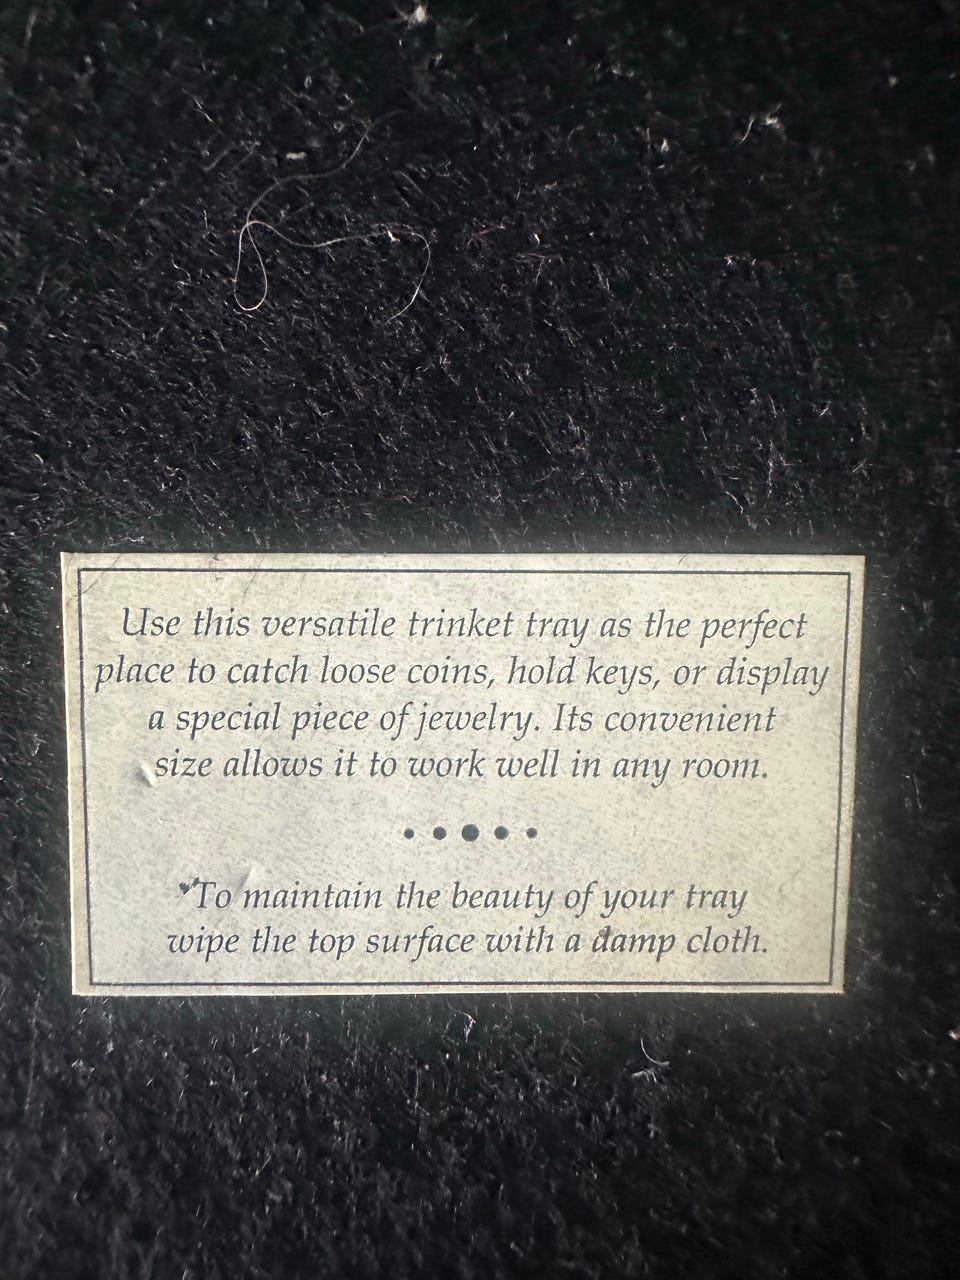 Use this versatile trinket tray as the perfect
place to catch loose coins, hold keys, or display
a special piece of jewelry. Its convenient
size allows it to work well in any room.
• • • • •
To maintain the beauty of your tray
wipe the top surface with a damp cloth.